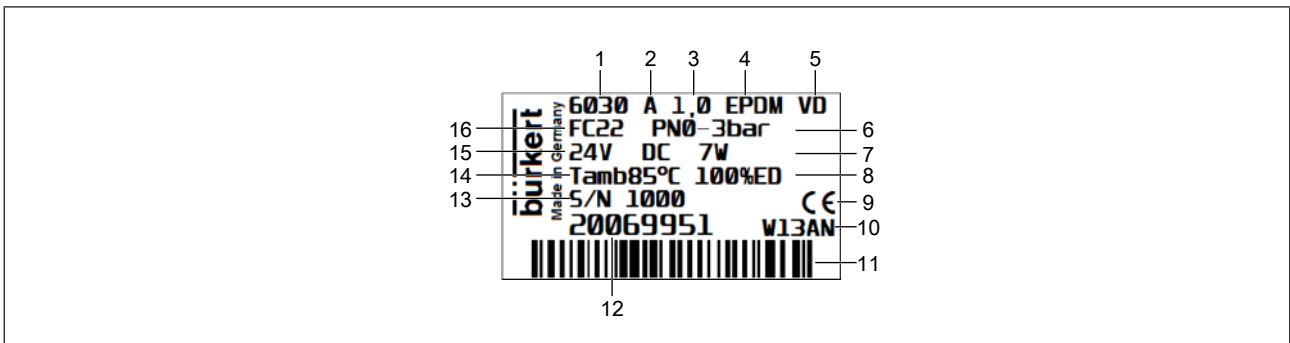 1 2 3 4 5
bürkert
Made in Germany
6030 A 1,0 EPDM VD
16 FC22 PN0-3bar 6
15 24V DC 7W 7
14 Tamb85°C 100%ED 8
13 S/N 1000 CE 9
20069951 W13AN 10
11
12